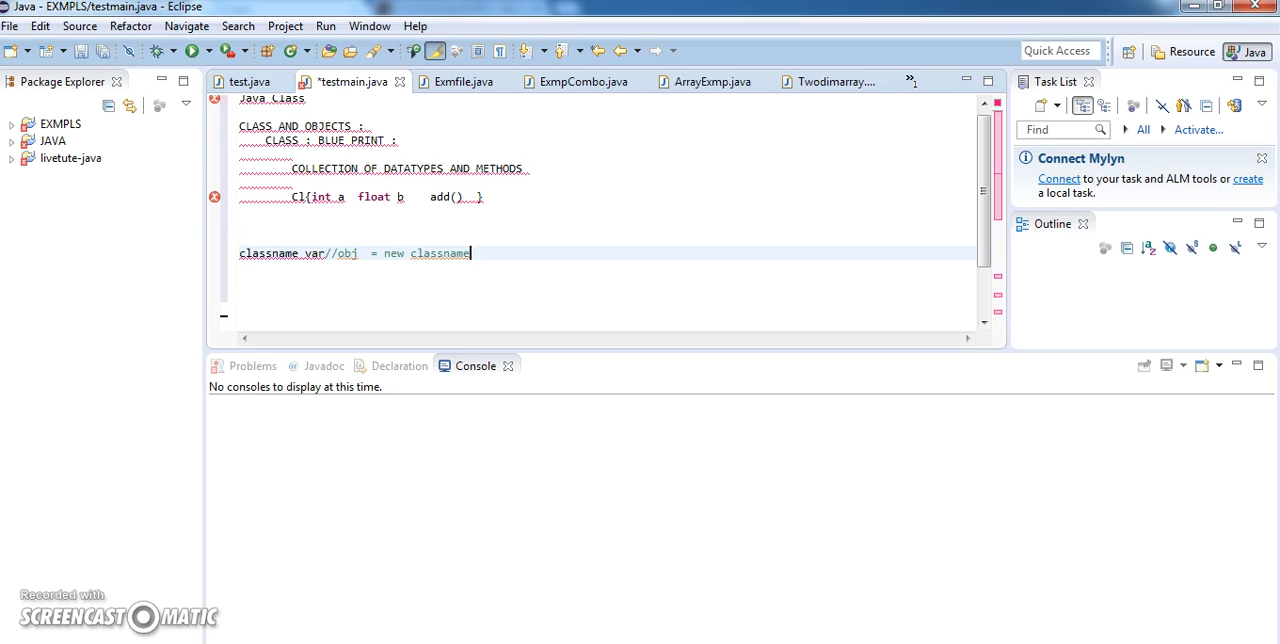 Java - EXMPLS/testmain.java - Eclipse
File Edit Source Refactor Navigate Search Project Run Window Help
Quick Access Resource Java
Package Explorer test.java *testmain.java Exmfile.java ExmpCombo.java ArrayExmp.java Twodimarray.... »1 Task List
Java Class
EXMPLS
JAVA
livetute-java
CLASS AND OBJECTS :
CLASS : BLUE PRINT :
COLLECTION OF DATATYPES AND METHODS
Cl{int a float b add() }
classname var//obj = new classname
Find All Activate...
Connect Mylyn
Connect to your task and ALM tools or create
a local task.
Outline
Problems Javadoc Declaration Console
No consoles to display at this time.
Recorded with
SCREENCAST-O-MATIC